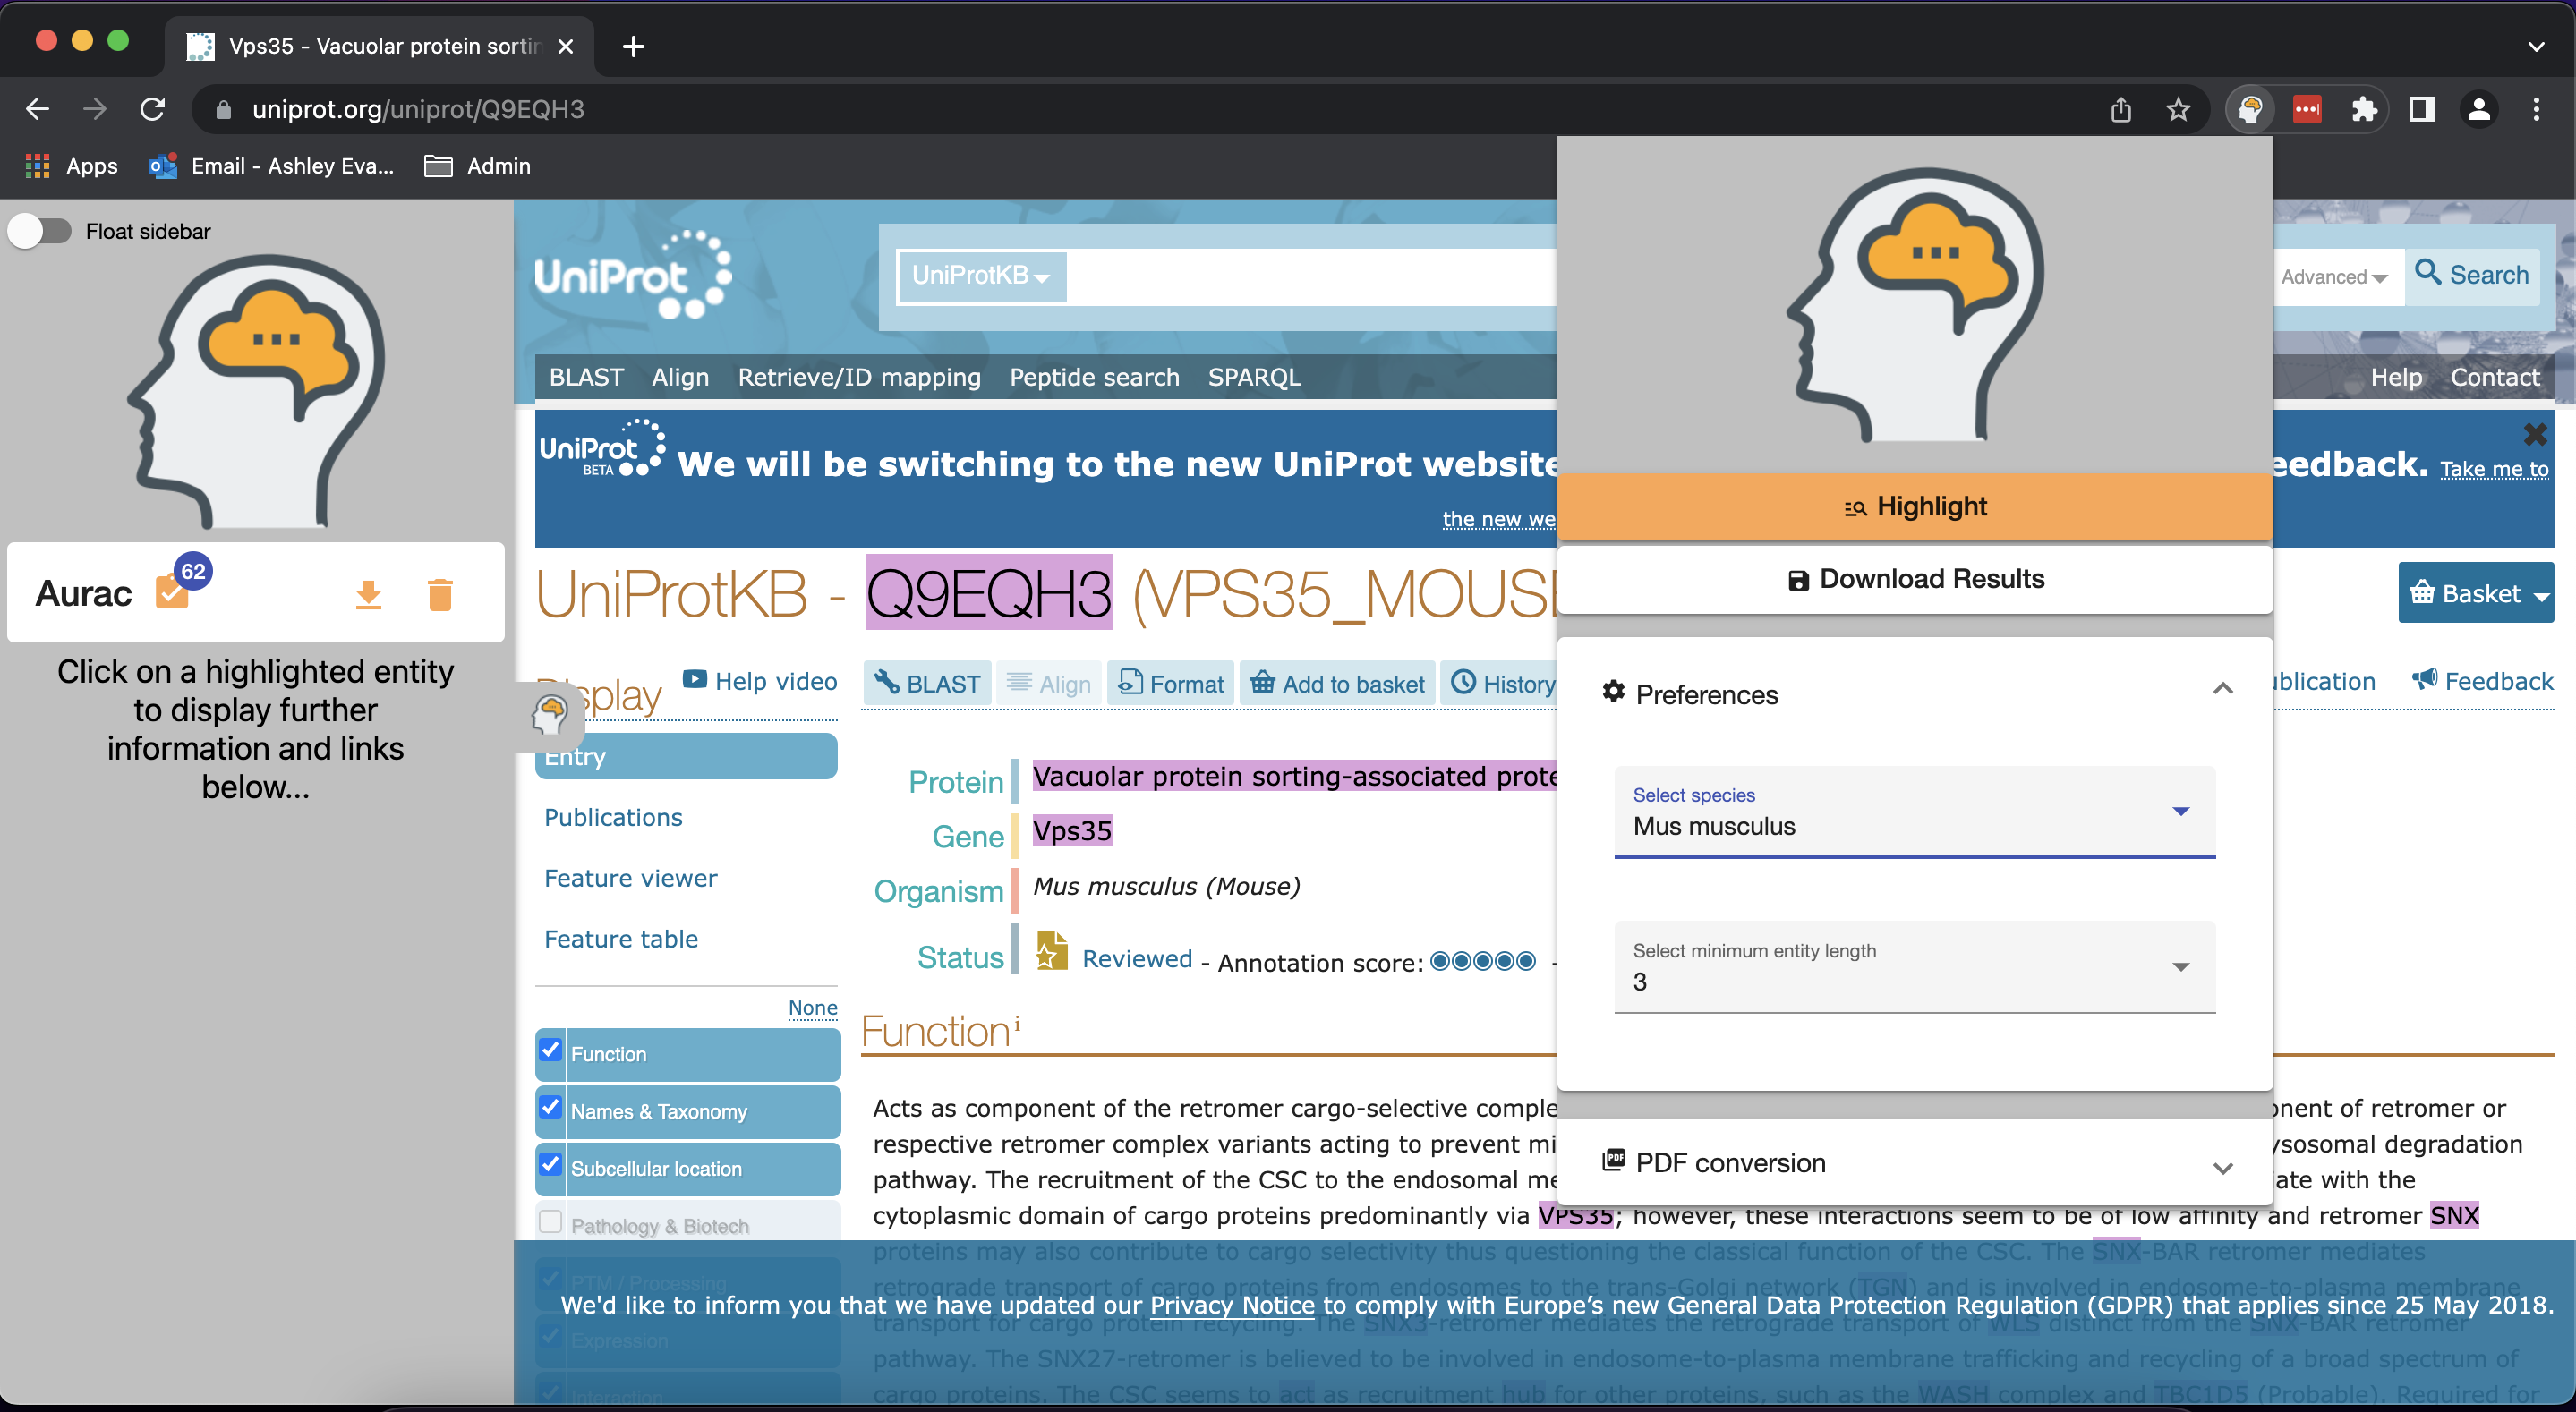 Vps35 - Vacuolar protein sortin
uniprot.org/uniprot/Q9EQH3
Apps
Email - Ashley Eva...
Admin
Float sidebar
Aurac
62
Click on a highlighted entity
to display further
information and links
below...
UniProt
UniProtKB
Advanced
Search
BLAST Align Retrieve/ID mapping Peptide search SPARQL
Help Contact
UniProt
BETA
We will be switching to the new UniProt website
eedback. Take me to
the new we
UniProtKB - Q9EQH3 (VPS35_MOUSE
Basket
Display
Help video
BLAST Align Format Add to basket History
ublication Feedback
Entry
Publications
Feature viewer
Feature table
None
Function
Names & Taxonomy
Subcellular location
Pathology & Biotech
PTM / Processing
Expression
Interaction
Protein Vacuolar protein sorting-associated prote
Gene Vps35
Organism Mus musculus (Mouse)
Status Reviewed - Annotation score: -
Function i
Acts as component of the retromer cargo-selective comple
onent of retromer or
respective retromer complex variants acting to prevent mi
ysosomal degradation
pathway. The recruitment of the CSC to the endosomal me
iate with the
cytoplasmic domain of cargo proteins predominantly via VPS35; however, these interactions seem to be of low affinity and retromer SNX
proteins may also contribute to cargo selectivity thus questioning the classical function of the CSC. The SNX-BAR retromer mediates
retrograde transport of cargo proteins from endosomes to the trans-Golgi network (TGN) and is involved in endosome-to-plasma membrane
transport for cargo protein recycling. The SNX3-retromer mediates the retrograde transport of WLS distinct from the SNX-BAR retromer
pathway. The SNX27-retromer is believed to be involved in endosome-to-plasma membrane trafficking and recycling of a broad spectrum of
cargo proteins. The CSC seems to act as recruitment hub for other proteins, such as the WASH complex and TBC1D5 (Probable). Required for
We'd like to inform you that we have updated our Privacy Notice to comply with Europe's new General Data Protection Regulation (GDPR) that applies since 25 May 2018.
Highlight
Download Results
Preferences
Select species
Mus musculus
Select minimum entity length
3
PDF
PDF conversion